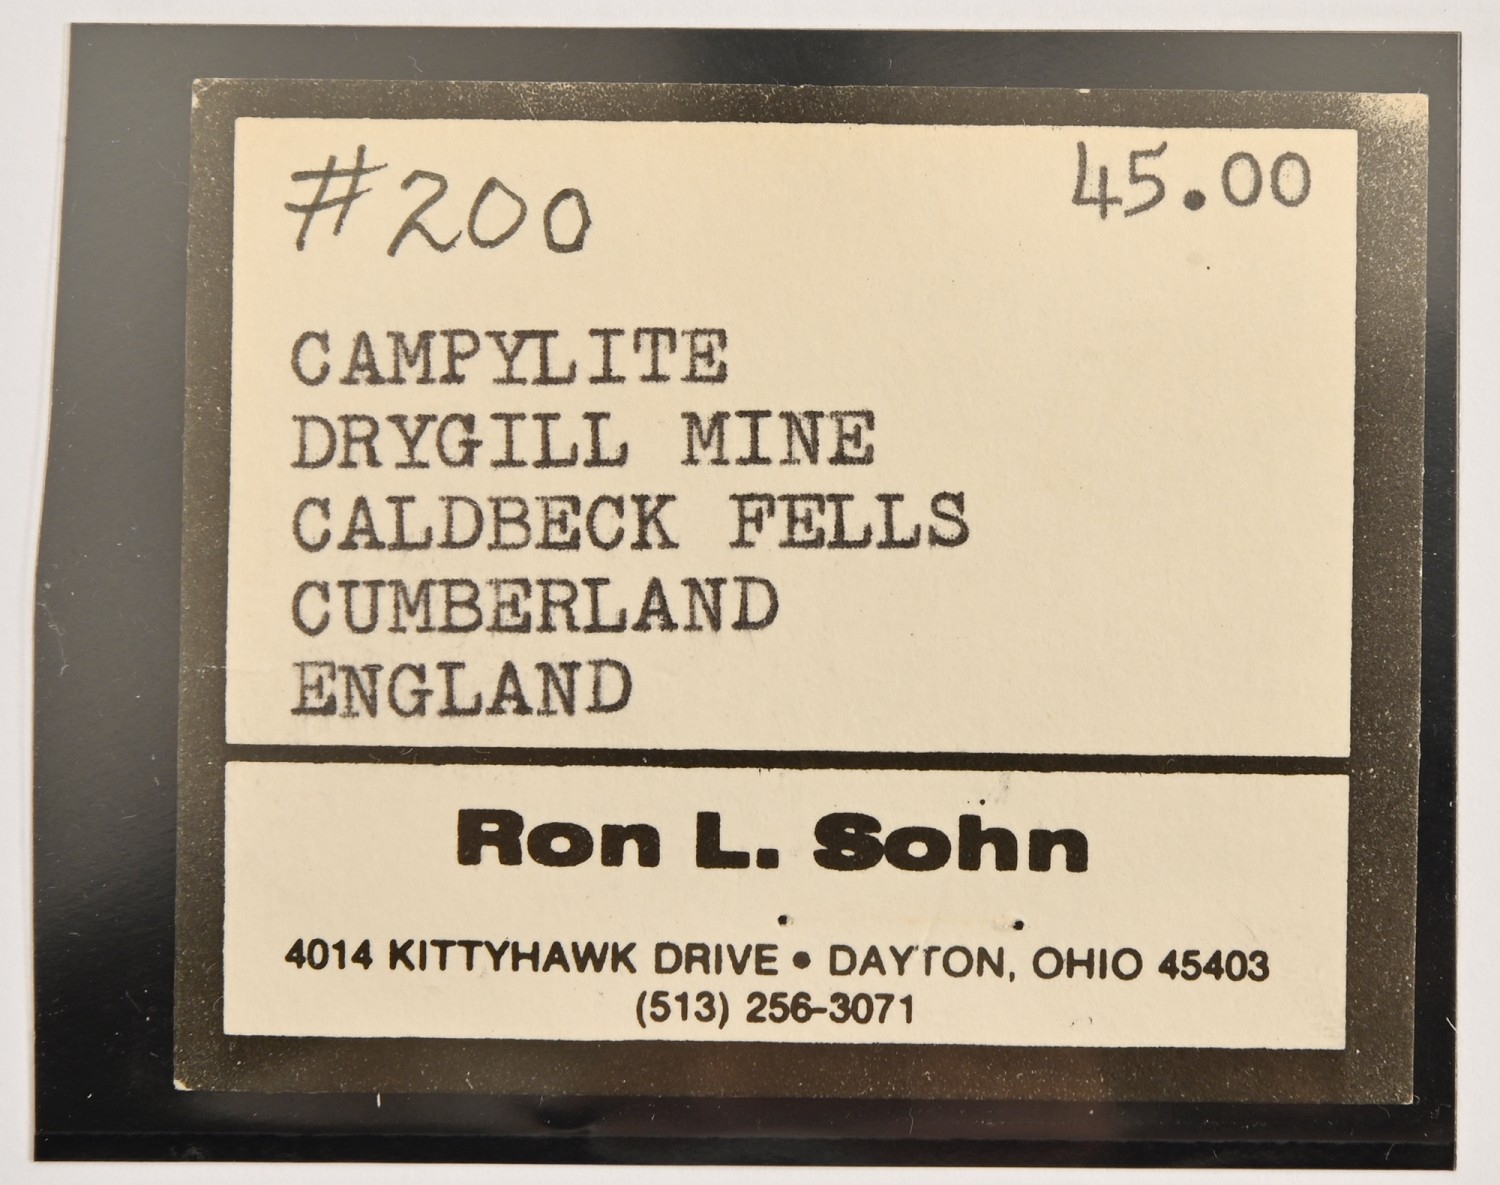 #200
45.00
CAMPYLITE
DRYGILL MINE
CALDBECK FELLS
CUMBERLAND
ENGLAND
Ron L. Sohn
4014 KITTYHAWK DRIVE • DAYTON, OHIO 45403
(513) 256-3071